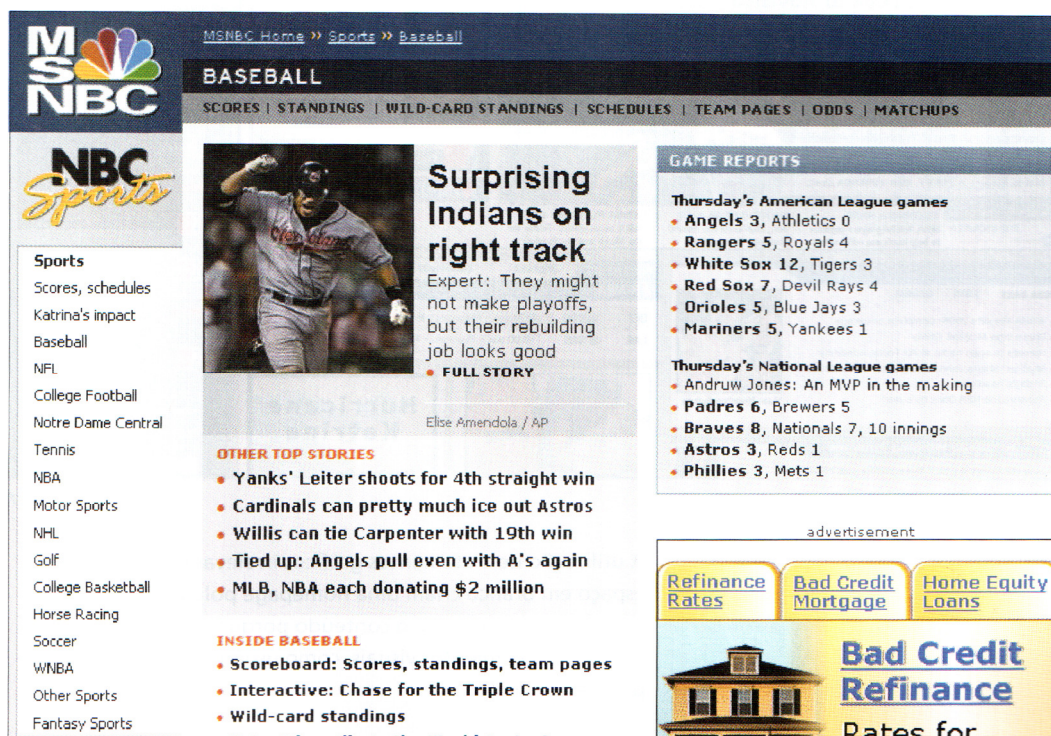 MSNBC
MSNBC Home » Sports » Baseball
BASEBALL
SCORES | STANDINGS | WILD-CARD STANDINGS | SCHEDULES | TEAM PAGES | ODDS | MATCHUPS
NBC
Sports
Sports
Scores, schedules
Katrina's impact
Baseball
NFL
College Football
Notre Dame Central
Tennis
NBA
Motor Sports
NHL
Golf
College Basketball
Horse Racing
Soccer
WNBA
Other Sports
Fantasy Sports
Cleveland
Surprising
Indians on
right track
Expert: They might
not make playoffs,
but their rebuilding
job looks good
• FULL STORY
Elise Amendola / AP
OTHER TOP STORIES
• Yanks' Leiter shoots for 4th straight win
• Cardinals can pretty much ice out Astros
• Willis can tie Carpenter with 19th win
• Tied up: Angels pull even with A's again
• MLB, NBA each donating $2 million
INSIDE BASEBALL
• Scoreboard: Scores, standings, team pages
• Interactive: Chase for the Triple Crown
• Wild-card standings
GAME REPORTS
Thursday's American League games
• Angels 3, Athletics 0
• Rangers 5, Royals 4
• White Sox 12, Tigers 3
• Red Sox 7, Devil Rays 4
• Orioles 5, Blue Jays 3
• Mariners 5, Yankees 1
Thursday's National League games
• Andruw Jones: An MVP in the making
• Padres 6, Brewers 5
• Braves 8, Nationals 7, 10 innings
• Astros 3, Reds 1
• Phillies 3, Mets 1
advertisement
Refinance
Rates
Bad Credit
Mortgage
Home Equity
Loans
Bad Credit
Refinance
Rates for